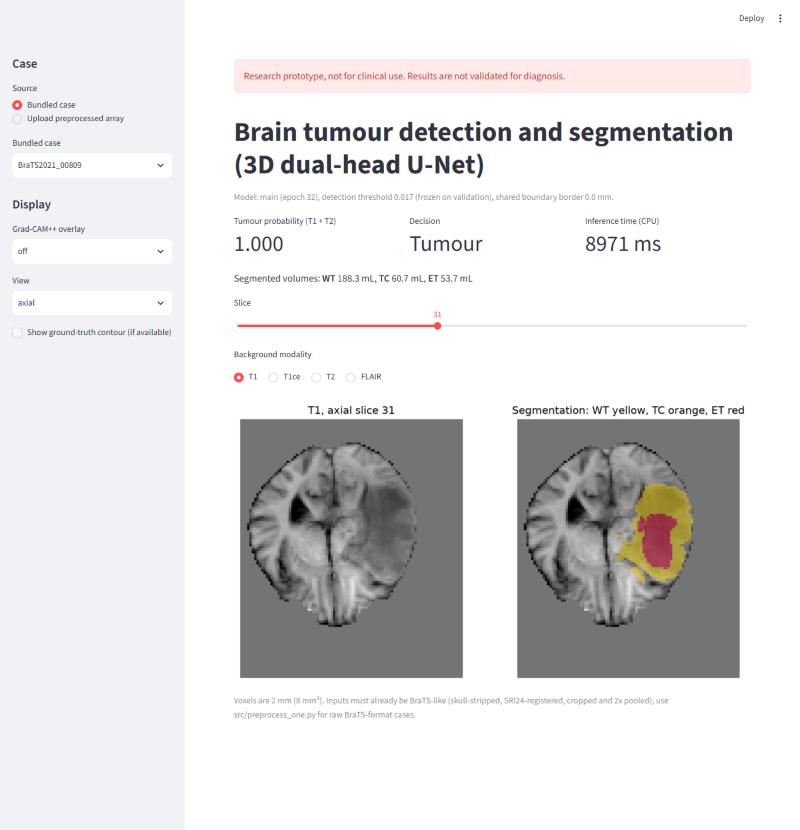 Deploy
Case
Source
Bundled case
Upload preprocessed array
Bundled case
BraTS2021_00809
Display
Grad-CAM++ overlay
off
View
axial
Show ground-truth contour (if available)
Research prototype, not for clinical use. Results are not validated for diagnosis.
Brain tumour detection and segmentation
(3D dual-head U-Net)
Model: main (epoch 32), detection threshold 0.017 (frozen on validation), shared boundary border 0.0 mm.
Tumour probability (T1 + T2)
1.000
Decision
Tumour
Inference time (CPU)
8971 ms
Segmented volumes: WT 188.3 mL, TC 60.7 mL, ET 53.7 mL
Slice
31
Background modality
T1 T1ce T2 FLAIR
T1, axial slice 31
Segmentation: WT yellow, TC orange, ET red
Voxels are 2 mm (8 mm³). Inputs must already be BraTS-like (skull-stripped, SRI24-registered, cropped and 2x pooled); use
src/preprocess_one.py for raw BraTS-format cases.